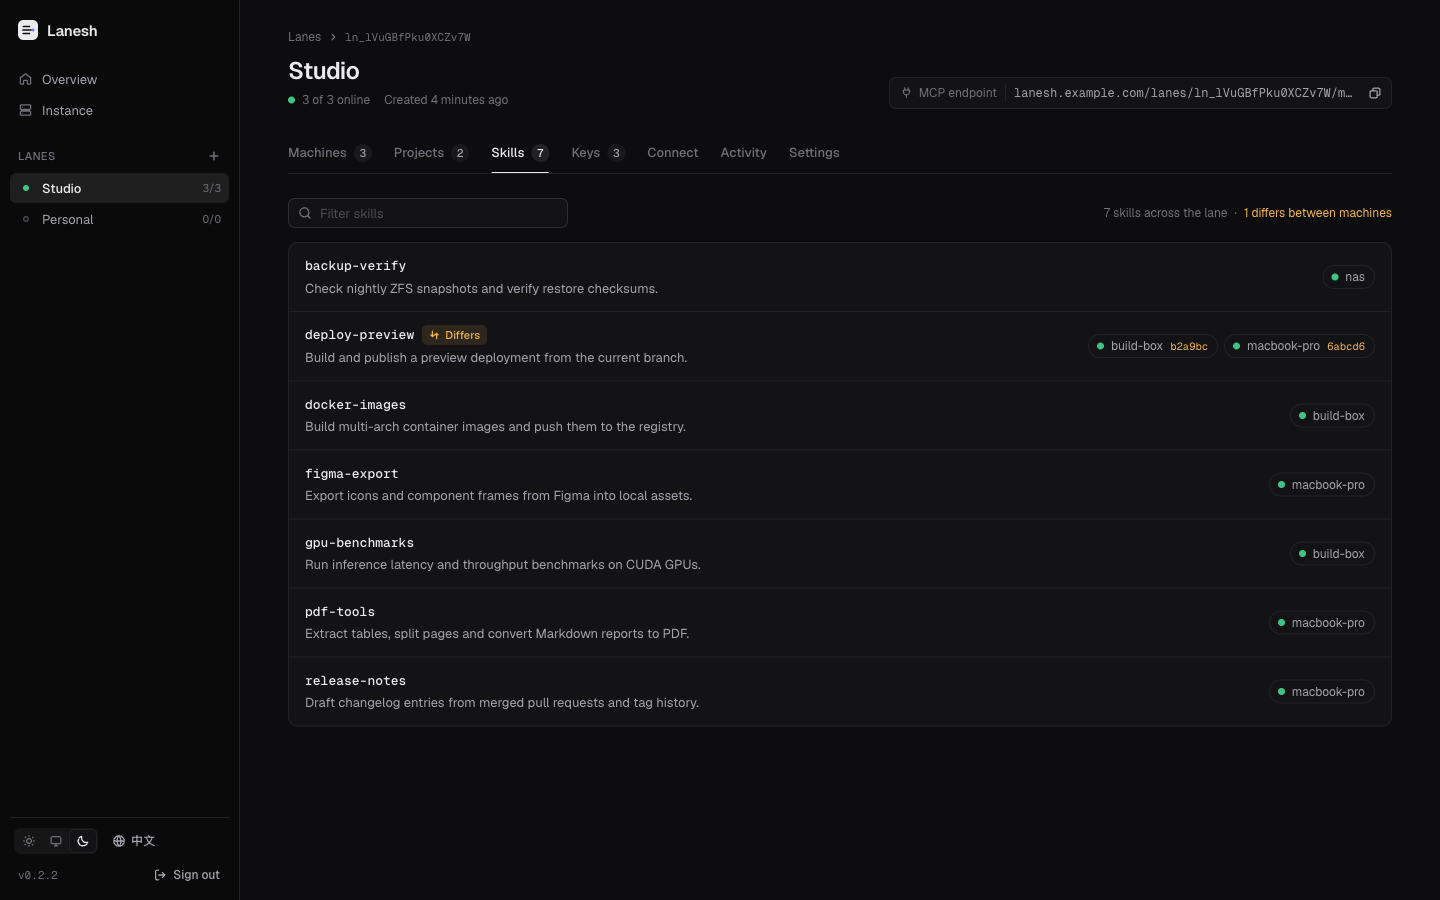 Lanesh
Overview
Instance
LANES
Studio 3/3
Personal 0/0
中文
v0.2.2
Sign out
Lanes > ln_lVuGBfPku0XCZv7W
Studio
3 of 3 online Created 4 minutes ago
MCP endpoint lanesh.example.com/lanes/ln_lVuGBfPku0XCZv7W/m…
Machines 3 Projects 2 Skills 7 Keys 3 Connect Activity Settings
Filter skills
7 skills across the lane · 1 differs between machines
backup-verify
Check nightly ZFS snapshots and verify restore checksums.
nas
deploy-preview Differs
Build and publish a preview deployment from the current branch.
build-box b2a9bc macbook-pro 6abcd6
docker-images
Build multi-arch container images and push them to the registry.
build-box
figma-export
Export icons and component frames from Figma into local assets.
macbook-pro
gpu-benchmarks
Run inference latency and throughput benchmarks on CUDA GPUs.
build-box
pdf-tools
Extract tables, split pages and convert Markdown reports to PDF.
macbook-pro
release-notes
Draft changelog entries from merged pull requests and tag history.
macbook-pro